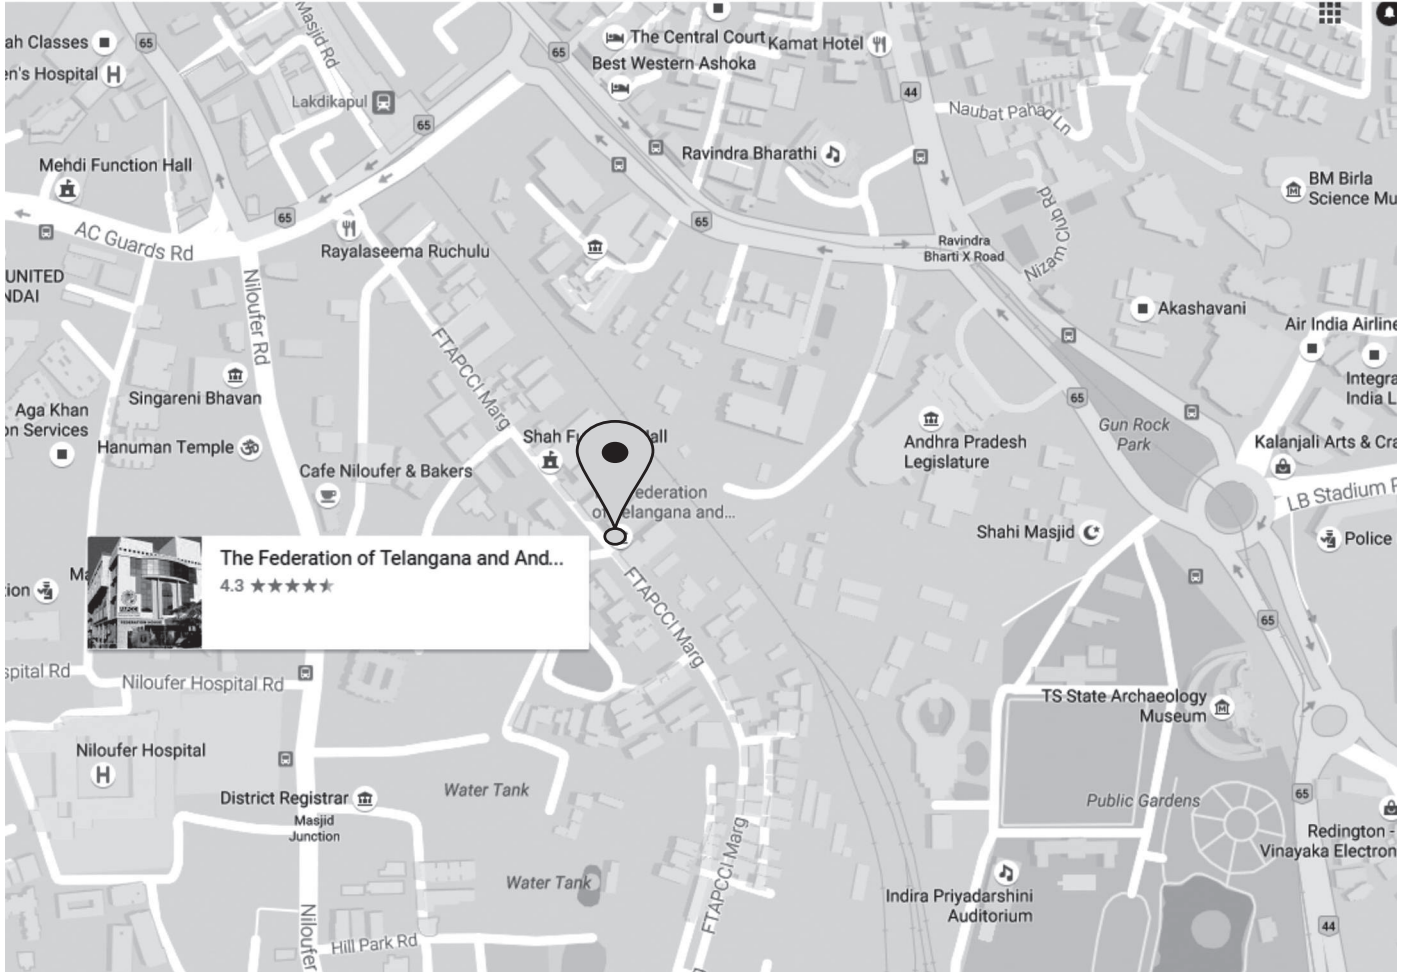 ah Classes
65
Masjid Rd
65
The Central Court
Kamat Hotel
en's Hospital
H
Best Western Ashoka
44
Lakdikapul
65
Naubat Pahad Ln
Mehdi Function Hall
Ravindra Bharathi
BM Birla
Science Mu
65
65
AC Guards Rd
Rayalaseema Ruchulu
Ravindra
Bharti X Road
Nizam Club Rd
UNITED
NDAI
Niloufer Rd
Akashavani
Air India Airline
FTAPCCI Marg
Singareni Bhavan
Integra
India L
65
Aga Khan
on Services
Gun Rock
Park
Hanuman Temple
Shah F
all
Andhra Pradesh
Legislature
Kalanjali Arts & Cra
Cafe Niloufer & Bakers
ederation
of Telangana and...
LB Stadium R
Shahi Masjid
Police
The Federation of Telangana and And...
4.3
Ma
tion
FTAPCCI Marg
65
spital Rd
Niloufer Hospital Rd
TS State Archaeology
Museum
Niloufer Hospital
H
District Registrar
Masjid
Junction
Water Tank
Public Gardens
65
Redington -
Vinayaka Electron
FTAPCCI Marg
Water Tank
Indira Priyadarshini
Auditorium
Niloufer
Hill Park Rd
44